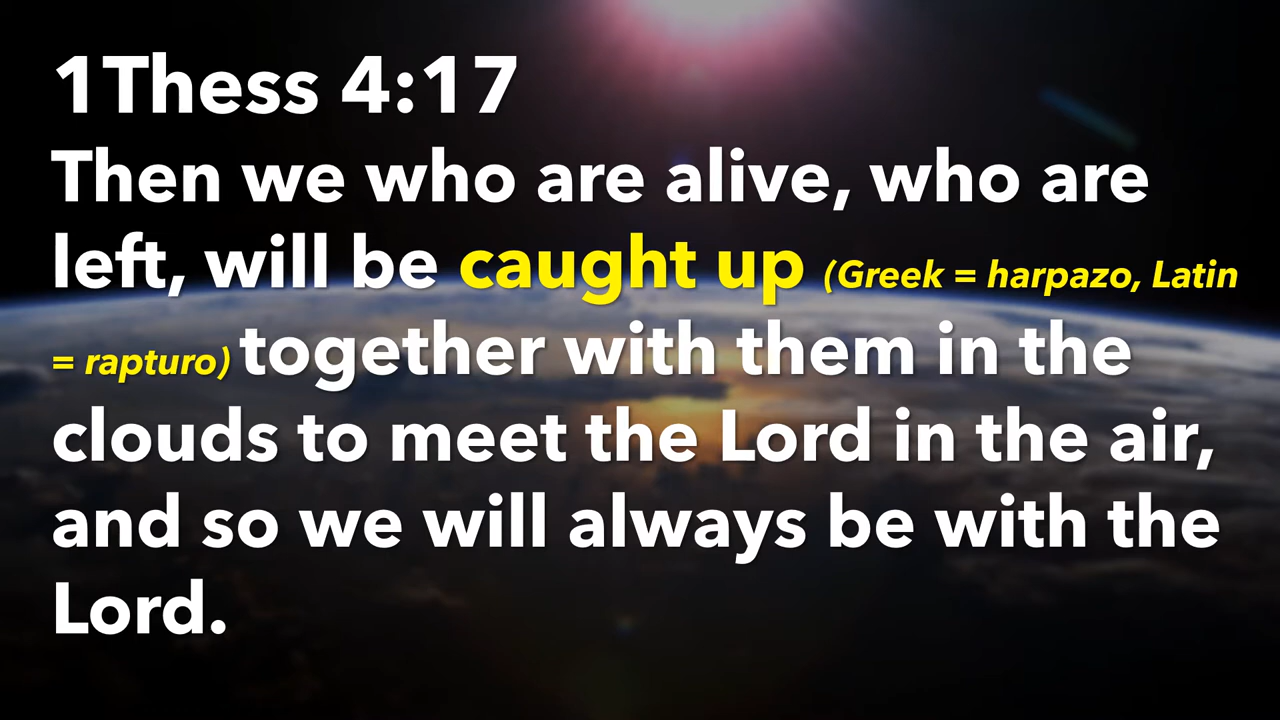 1Thess 4:17
Then we who are alive, who are
left, will be caught up (Greek = harpazo, Latin
= rapturo) together with them in the
clouds to meet the Lord in the air,
and so we will always be with the
Lord.